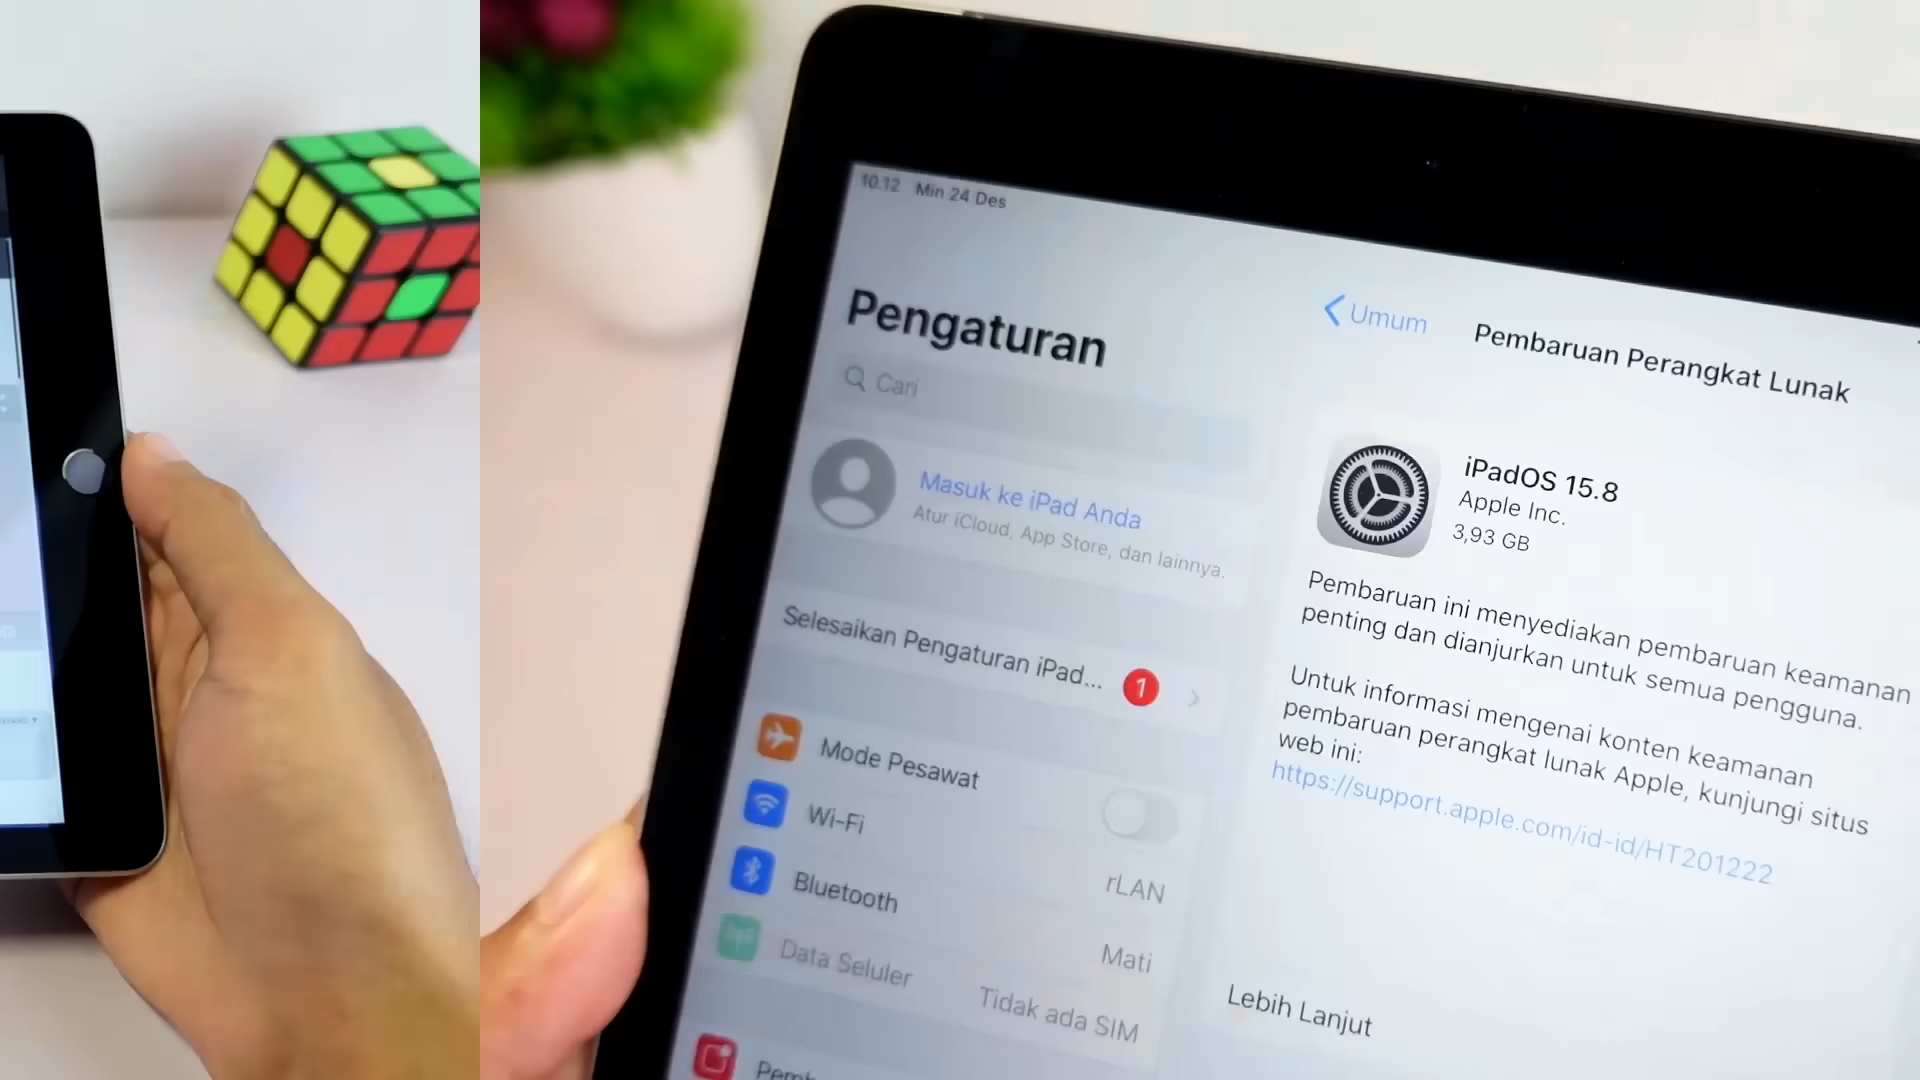 10.12 Min 24 Des
Pengaturan
Cari
Masuk ke iPad Anda
Atur iCloud, App Store, dan lainnya.
Selesaikan Pengaturan iPad...
1
Mode Pesawat
Wi-Fi
rLAN
Bluetooth
Mati
Data Seluler
Tidak ada SIM
Umum
Pembaruan Perangkat Lunak
iPadOS 15.8
Apple Inc.
3,93 GB
Pembaruan ini menyediakan pembaruan keamanan
penting dan dianjurkan untuk semua pengguna.
Untuk informasi mengenai konten keamanan
pembaruan perangkat lunak Apple, kunjungi situs
web ini:
https://support.apple.com/id-id/HT201222
Lebih Lanjut